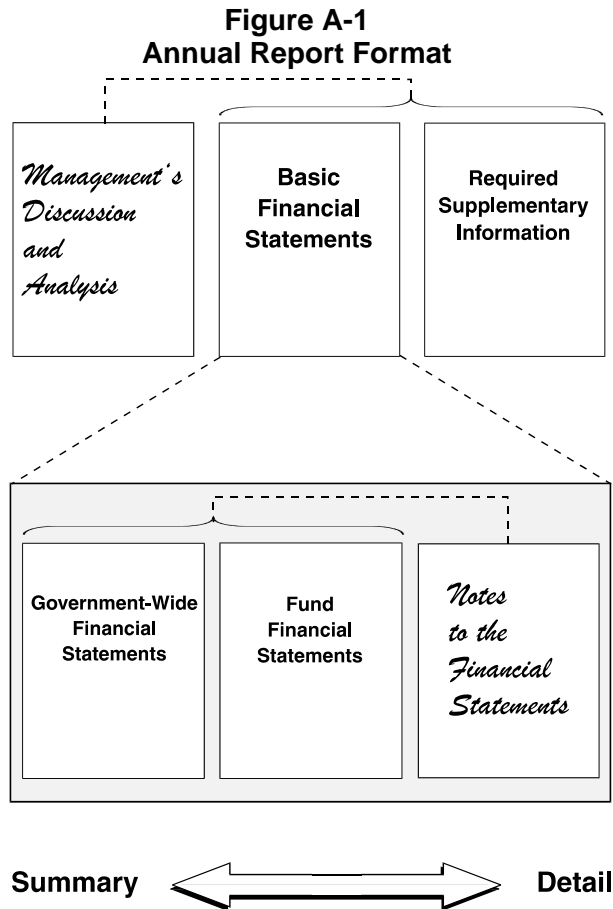 Figure A-1
Annual Report Format
Management's
Discussion
and
Analysis
Basic
Financial
Statements
Required
Supplementary
Information
Government-Wide
Financial
Statements
Fund
Financial
Statements
Notes
to the
Financial
Statements
Summary
Detail